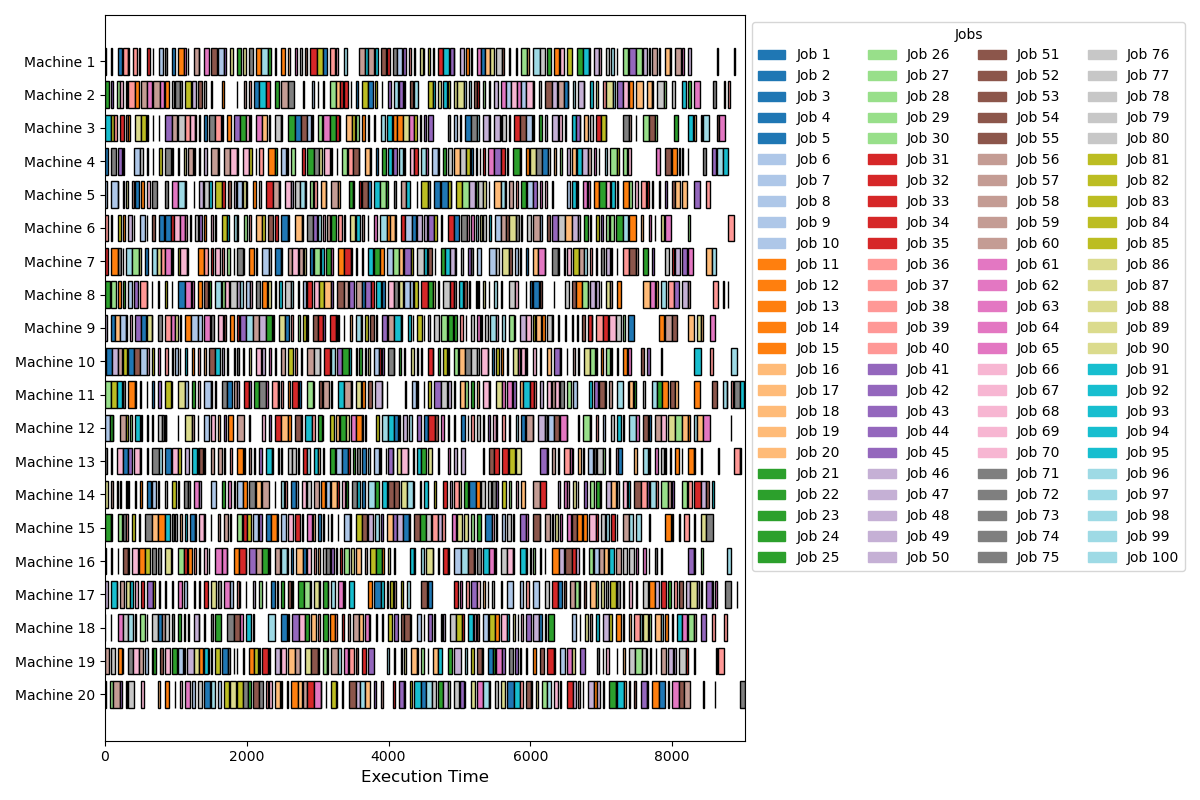 Machine 1
Machine 2
Machine 3
Machine 4
Machine 5
Machine 6
Machine 7
Machine 8
Machine 9
Machine 10
Machine 11
Machine 12
Machine 13
Machine 14
Machine 15
Machine 16
Machine 17
Machine 18
Machine 19
Machine 20
0 2000 4000 6000 8000
Execution Time
Jobs
Job 1 Job 26 Job 51 Job 76
Job 2 Job 27 Job 52 Job 77
Job 3 Job 28 Job 53 Job 78
Job 4 Job 29 Job 54 Job 79
Job 5 Job 30 Job 55 Job 80
Job 6 Job 31 Job 56 Job 81
Job 7 Job 32 Job 57 Job 82
Job 8 Job 33 Job 58 Job 83
Job 9 Job 34 Job 59 Job 84
Job 10 Job 35 Job 60 Job 85
Job 11 Job 36 Job 61 Job 86
Job 12 Job 37 Job 62 Job 87
Job 13 Job 38 Job 63 Job 88
Job 14 Job 39 Job 64 Job 89
Job 15 Job 40 Job 65 Job 90
Job 16 Job 41 Job 66 Job 91
Job 17 Job 42 Job 67 Job 92
Job 18 Job 43 Job 68 Job 93
Job 19 Job 44 Job 69 Job 94
Job 20 Job 45 Job 70 Job 95
Job 21 Job 46 Job 71 Job 96
Job 22 Job 47 Job 72 Job 97
Job 23 Job 48 Job 73 Job 98
Job 24 Job 49 Job 74 Job 99
Job 25 Job 50 Job 75 Job 100